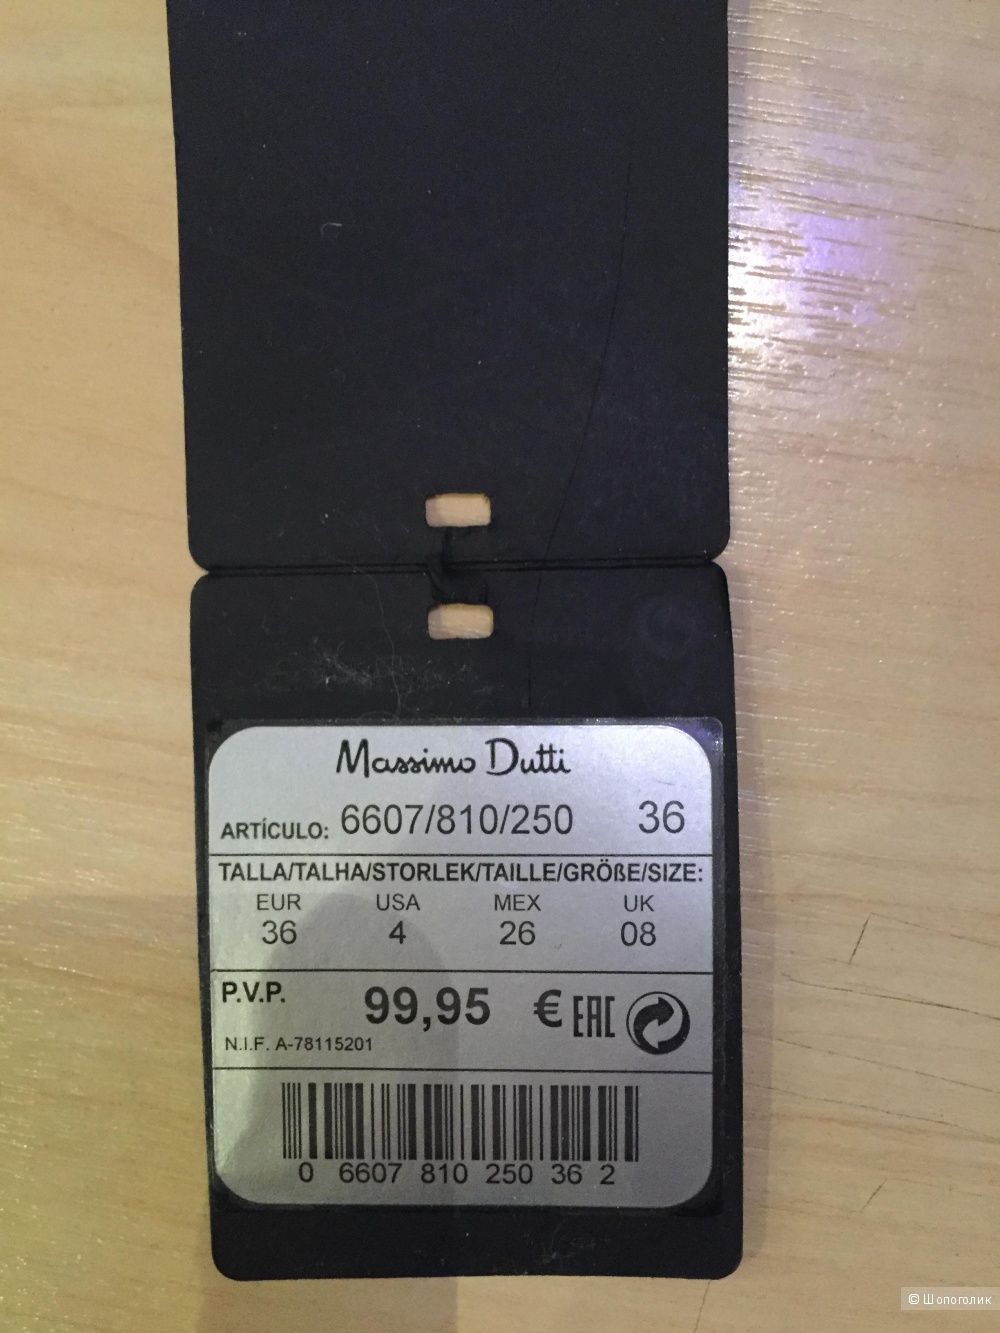 Massimo Dutti
ARTÍCULO: 6607/810/250 36
TALLA/TALHA/STORLEK/TAILLE/GRÖßE/SIZE:
EUR USA MEX UK
36 4 26 08
P.V.P. 99,95 € EAC
N.I.F. A-78115201
0 6607 810 250 36 2
© Шопоголик